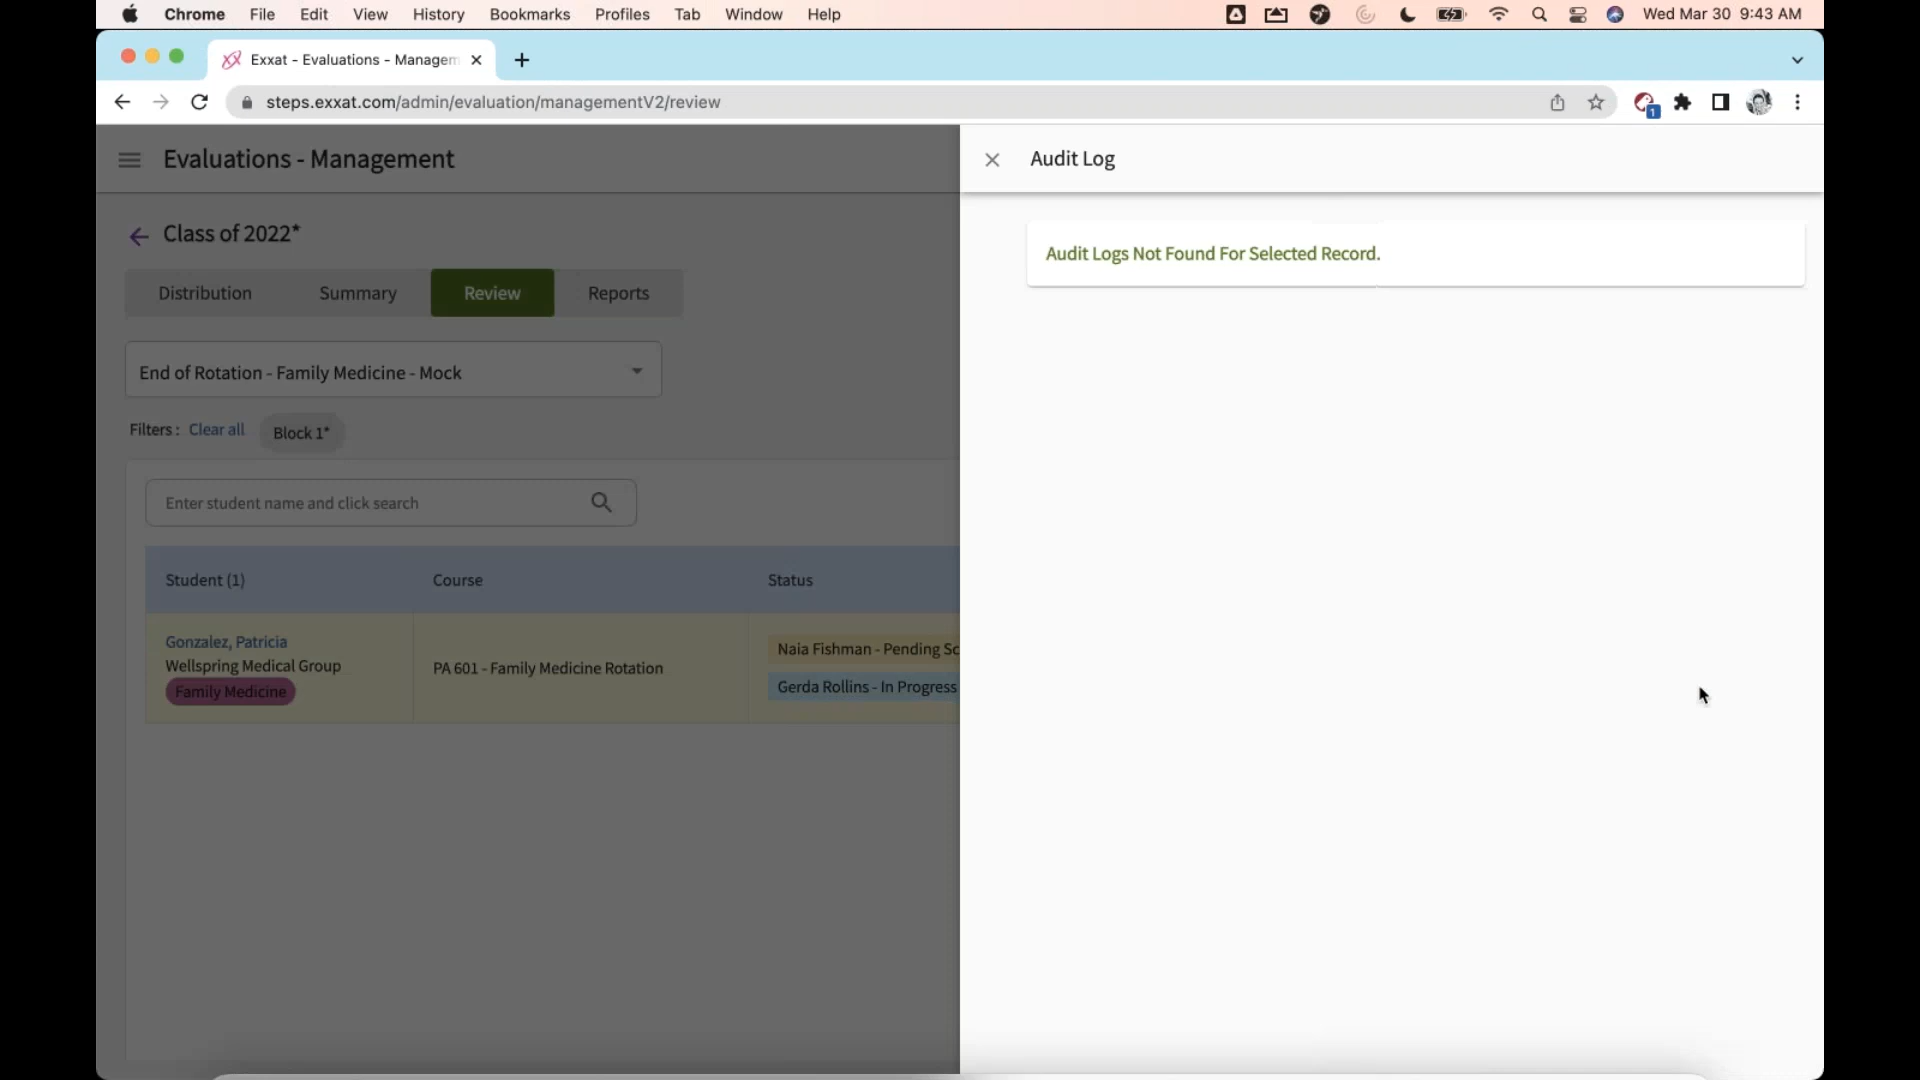 Chrome File Edit View History Bookmarks Profiles Tab Window Help Wed Mar 30 9:43 AM
Exxat - Evaluations - Managem
steps.exxat.com/admin/evaluation/managementV2/review
1
Evaluations - Management
Audit Log
Class of 2022*
Audit Logs Not Found For Selected Record.
Distribution Summary Review Reports
End of Rotation - Family Medicine - Mock
Filters : Clear all Block 1*
Enter student name and click search
Student (1) Course Status
Gonzalez, Patricia
Wellspring Medical Group
Family Medicine
PA 601 - Family Medicine Rotation
Naia Fishman - Pending Sc
Gerda Rollins - In Progress